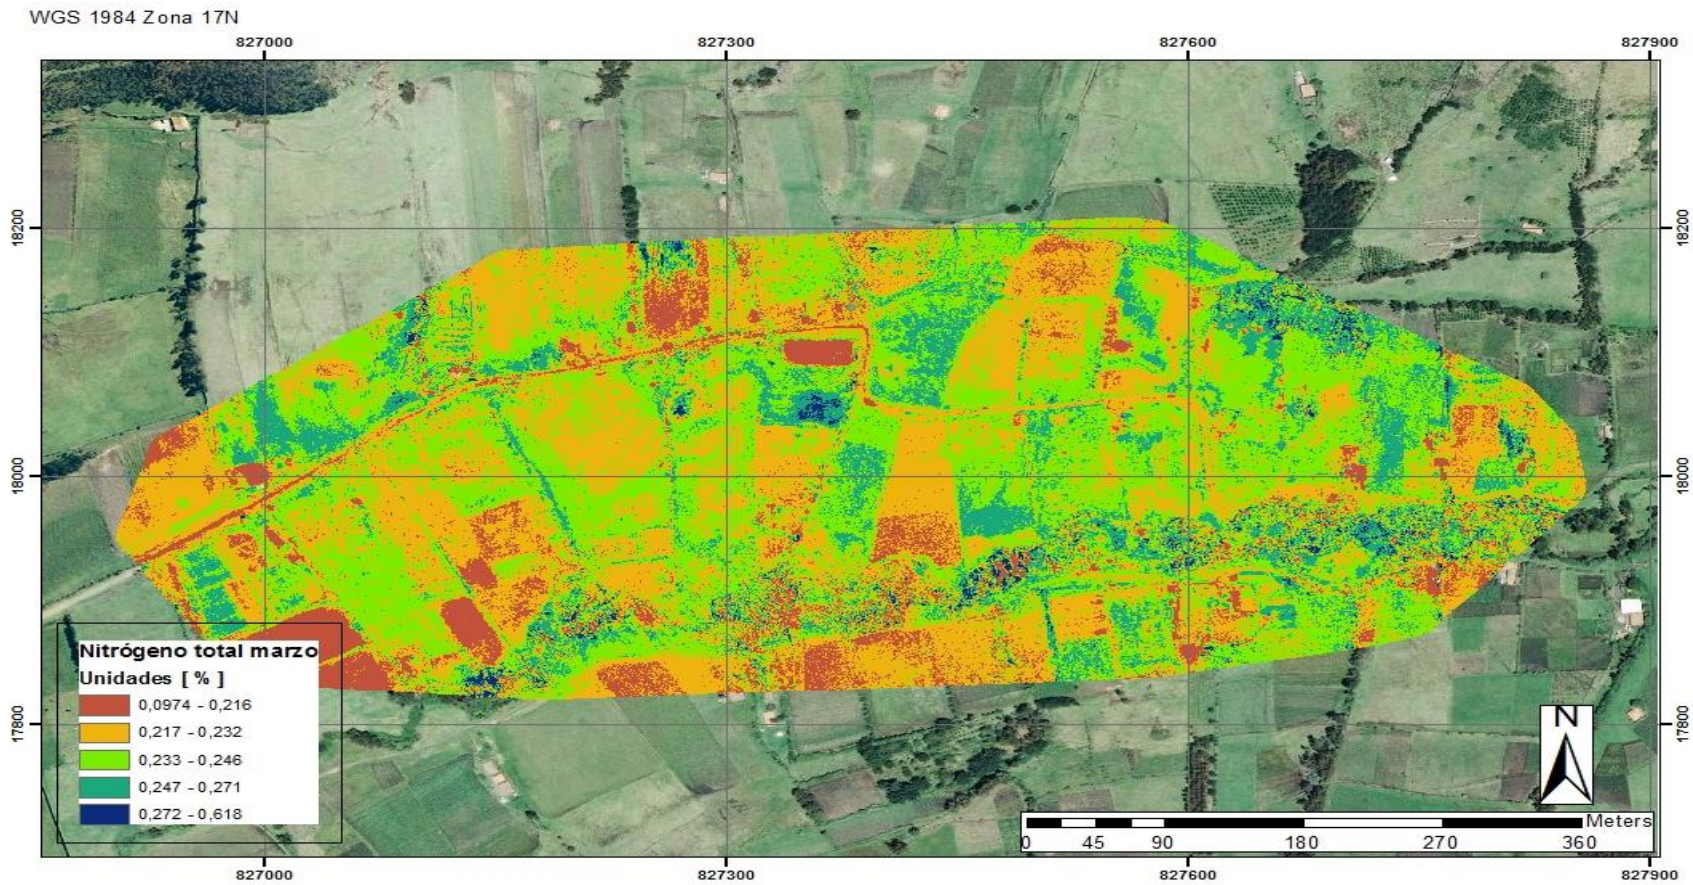 WGS 1984 Zona 17N
827000
827300
827600
827900
18200
18200
18000
18000
17800
17800
Nitrógeno total marzo
Unidades [ % ]
0,0974 - 0,216
0,217 - 0,232
0,233 - 0,246
0,247 - 0,271
0,272 - 0,618
N
Meters
0 45 90 180 270 360
827000
827300
827600
827900